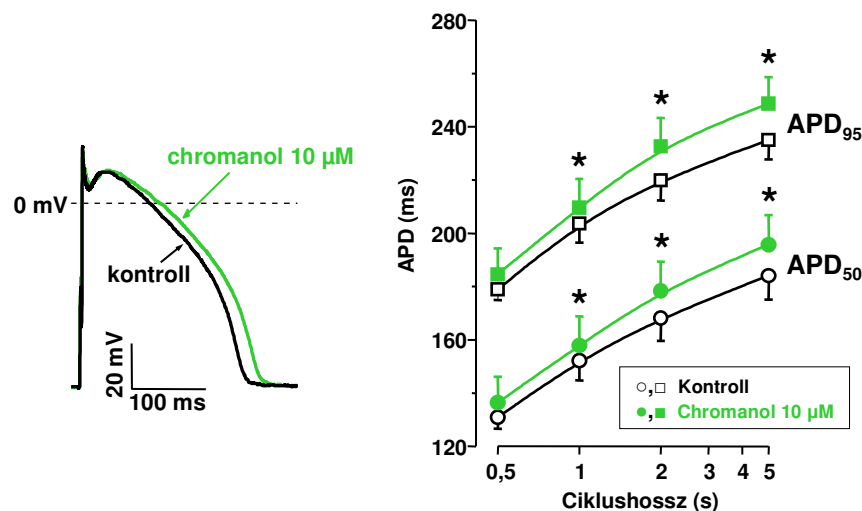 chromanol 10 µM
0 mV
kontroll
20 mV
100 ms
280
240
200
160
120
APD (ms)
* * *
APD95
* * *
APD50
○,□ Kontroll
●,■ Chromanol 10 µM
0,5 1 2 3 4 5
Ciklushossz (s)